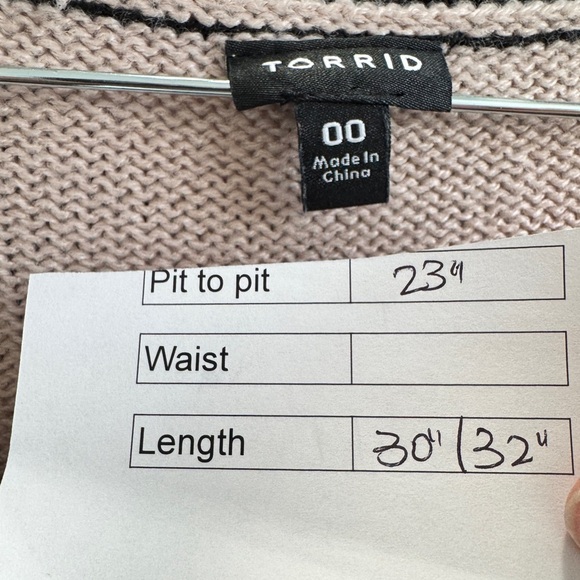 TORRID
00
Made In
China
Pit to pit 23"
Waist
Length 30" / 32"